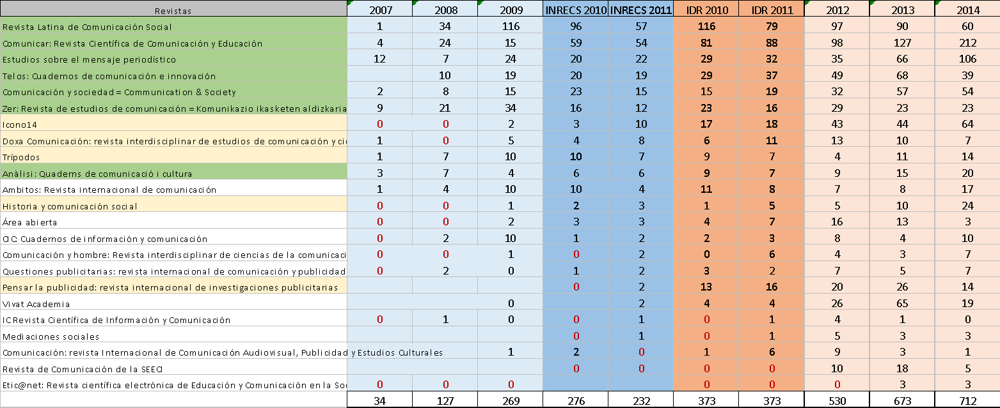 Revistas 2007 2008 2009 INRECS 2010 INRECS 2011 IDR 2010 IDR 2011 2012 2013 2014
Revista Latina de Comunicación Social 1 34 116 96 57 116 79 97 90 60
Comunicar: Revista Científica de Comunicación y Educación 4 24 15 59 54 81 88 98 127 212
Estudios sobre el mensaje periodístico 12 7 24 20 22 29 32 35 66 106
Telos: Cuadernos de comunicación e innovación 10 19 20 19 29 37 49 68 39
Comunicación y sociedad = Communication & Society 2 8 15 23 15 15 19 32 57 54
Zer: Revista de estudios de comunicación = Komunikazio ikasketen aldizkaria 9 21 34 16 12 23 16 29 23 23
Icono14 0 0 2 3 10 17 18 43 44 64
Doxa Comunicación: revista interdisciplinar de estudios de comunicación y cie 1 0 5 4 8 6 11 13 10 7
Trípodos 1 7 10 10 7 9 7 4 11 14
Anàlisi: Quaderns de comunicació i cultura 3 7 4 6 6 9 7 9 15 20
Ambitos: Revista internacional de comunicación 1 4 10 10 4 11 8 7 8 17
Historia y comunicación social 0 0 1 2 3 1 5 5 10 24
Área abierta 0 0 2 3 3 4 7 16 13 3
CIC: Cuadernos de información y comunicación 0 2 10 1 2 2 3 8 4 10
Comunicación y hombre: Revista interdisciplinar de ciencias de la comunicaci 0 0 1 0 2 0 6 4 3 7
Questiones publicitarias: revista internacional de comunicación y publicidad 0 2 0 1 2 3 2 7 5 7
Pensar la publicidad: revista internacional de investigaciones publicitarias 0 2 13 16 20 26 14
Vivat Academia 0 2 4 4 26 65 19
IC Revista Científica de Información y Comunicación 0 1 0 0 1 0 1 4 1 0
Mediaciones sociales 0 1 0 1 5 3 3
Comunicación: revista Internacional de Comunicación Audiovisual, Publicidad y Estudios Culturales 1 2 0 1 6 9 3 1
Revista de Comunicación de la SEECI 0 0 0 0 10 18 5
Etic@net: Revista científica electrónica de Educación y Comunicación en la Soc 0 0 0 0 0 0 3 3
34 127 269 276 232 373 373 530 673 712